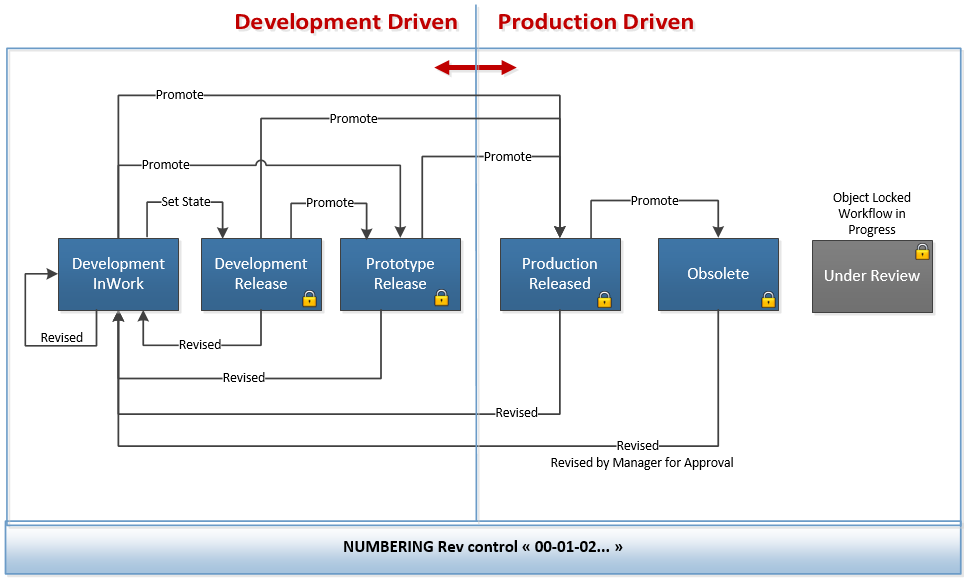 Development Driven
Production Driven
Promote
Promote
Promote
Promote
Set State
Promote
Promote
Object Locked
Workflow in
Progress
Development
InWork
Development
Release
Prototype
Release
Production
Released
Obsolete
Under Review
Revised
Revised
Revised
Revised
Revised
Revised by Manager for Approval
NUMBERING Rev control « 00-01-02... »